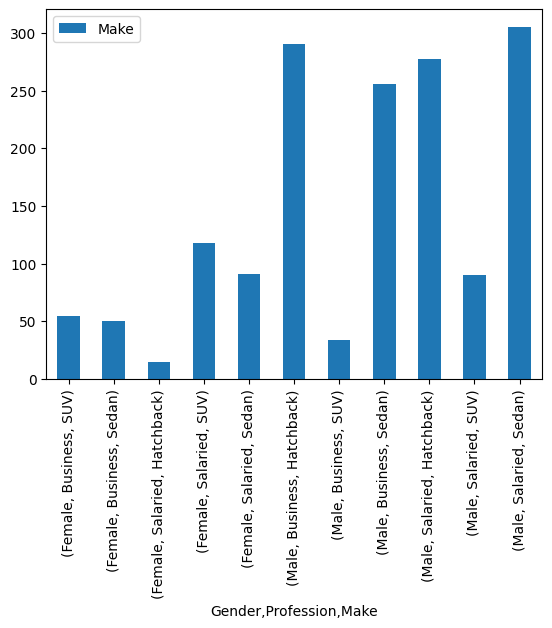 Make
300
250
200
150
100
50
0
(Female, Business, SUV)
(Female, Business, Sedan)
(Female, Salaried, Hatchback)
(Female, Salaried, SUV)
(Female, Salaried, Sedan)
(Male, Business, Hatchback)
(Male, Business, SUV)
(Male, Business, Sedan)
(Male, Salaried, Hatchback)
(Male, Salaried, SUV)
(Male, Salaried, Sedan)
Gender,Profession,Make